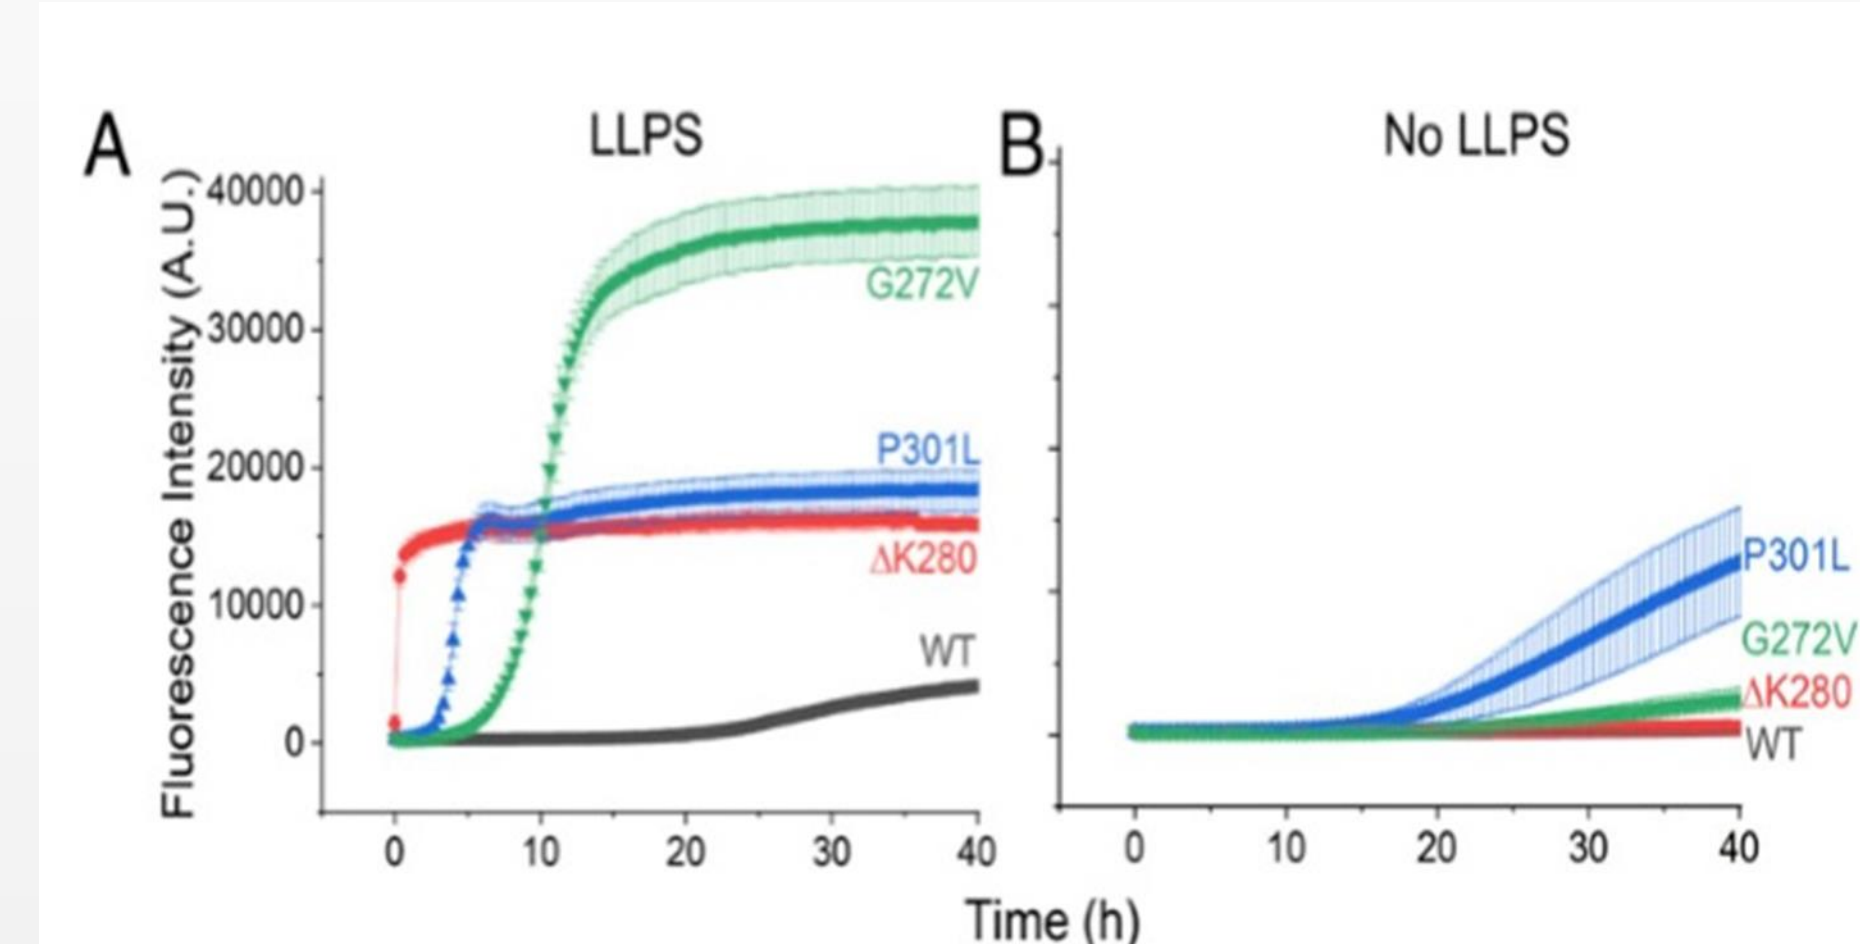 A
LLPS
Fluorescence Intensity (A.U.)
40000
30000
20000
10000
0
G272V
P301L
ΔK280
WT
0 10 20 30 40
B
No LLPS
P301L
G272V
ΔK280
WT
0 10 20 30 40
Time (h)